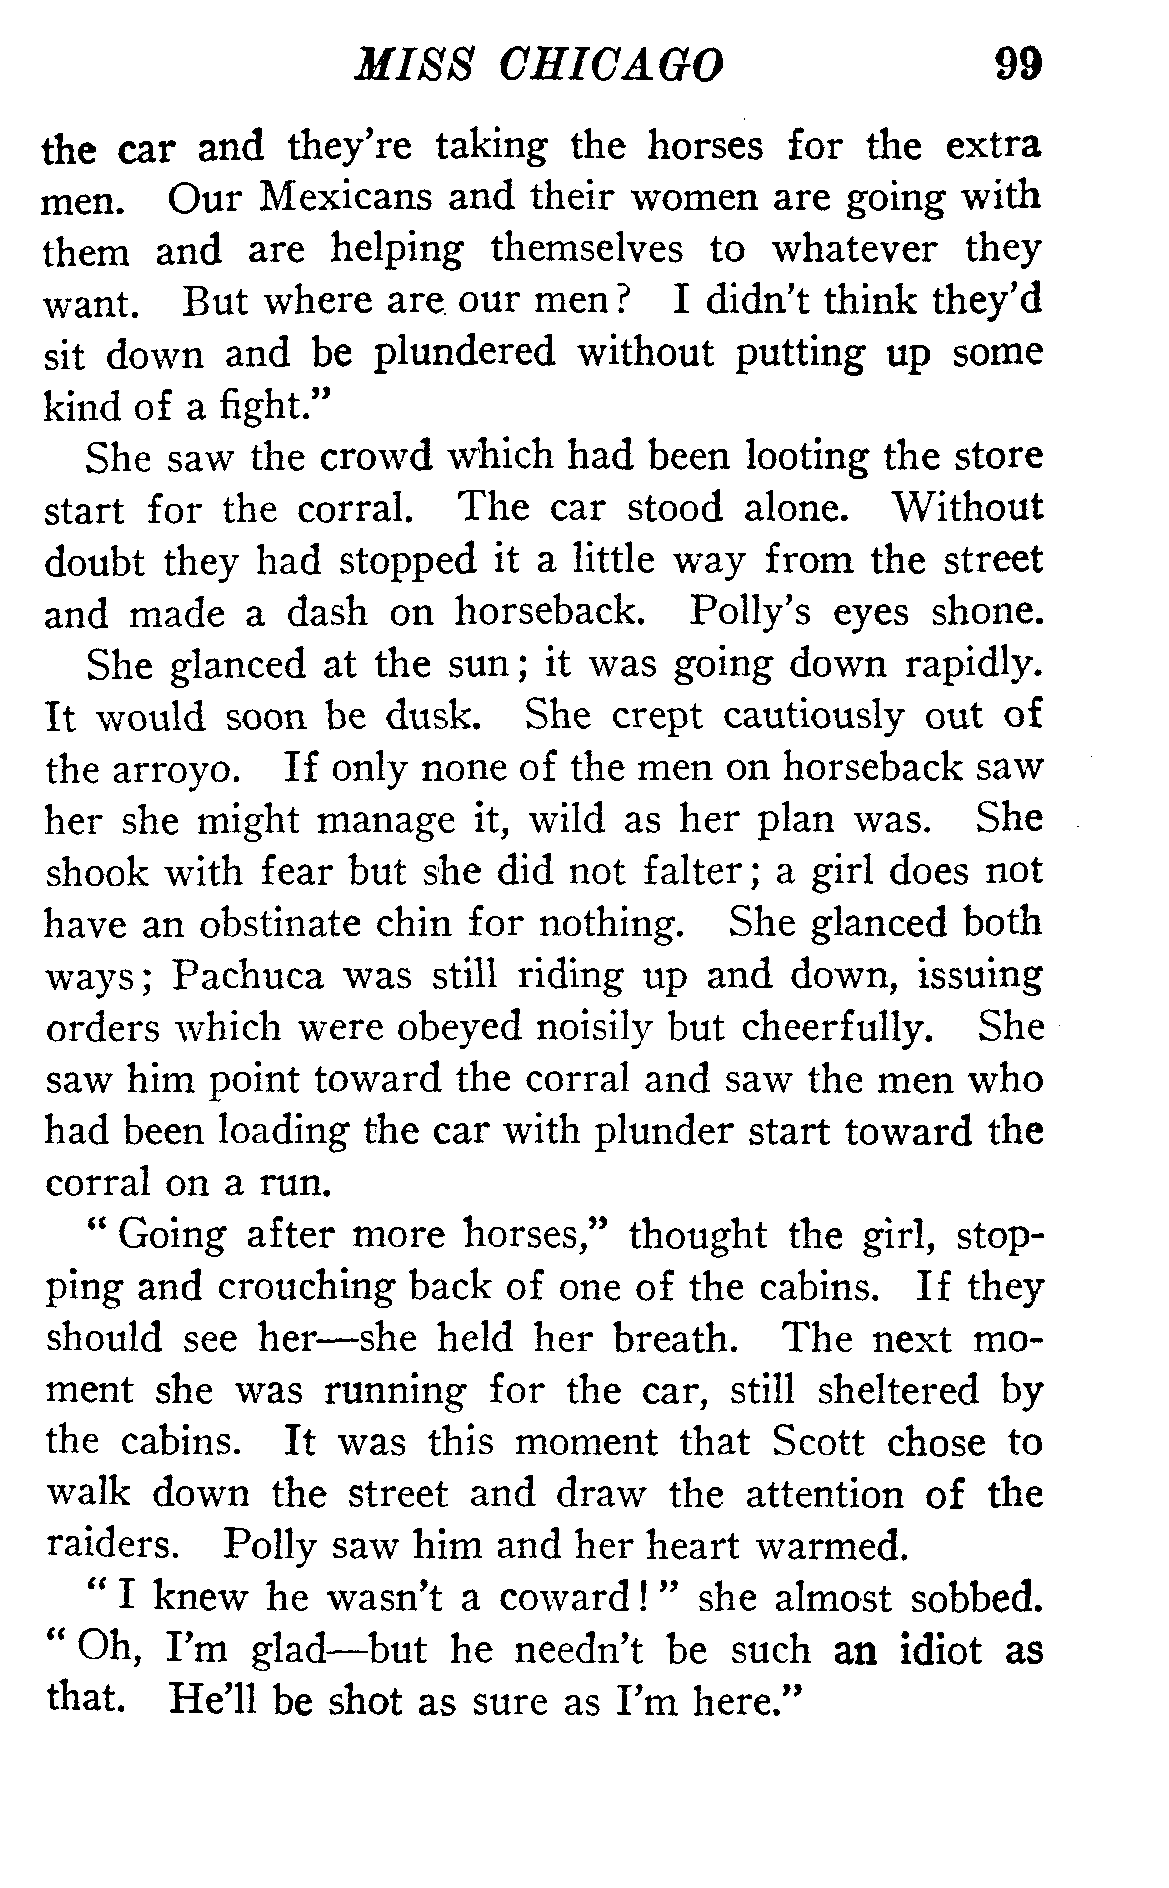 MISS CHICAGO 99
the car and they're taking the horses for the extra
men. Our Mexicans and their women are going with
them and are helping themselves to whatever they
want. But where are our men? I didn't think they'd
sit down and be plundered without putting up some
kind of a fight."
She saw the crowd which had been looting the store
start for the corral. The car stood alone. Without
doubt they had stopped it a little way from the street
and made a dash on horseback. Polly's eyes shone.
She glanced at the sun; it was going down rapidly.
It would soon be dusk. She crept cautiously out of
the arroyo. If only none of the men on horseback saw
her she might manage it, wild as her plan was. She
shook with fear but she did not falter; a girl does not
have an obstinate chin for nothing. She glanced both
ways; Pachuca was still riding up and down, issuing
orders which were obeyed noisily but cheerfully. She
saw him point toward the corral and saw the men who
had been loading the car with plunder start toward the
corral on a run.
"Going after more horses," thought the girl, stop-
ping and crouching back of one of the cabins. If they
should see her—she held her breath. The next mo-
ment she was running for the car, still sheltered by
the cabins. It was this moment that Scott chose to
walk down the street and draw the attention of the
raiders. Polly saw him and her heart warmed.
"I knew he wasn't a coward!" she almost sobbed.
"Oh, I'm glad—but he needn't be such an idiot as
that. He'll be shot as sure as I'm here."